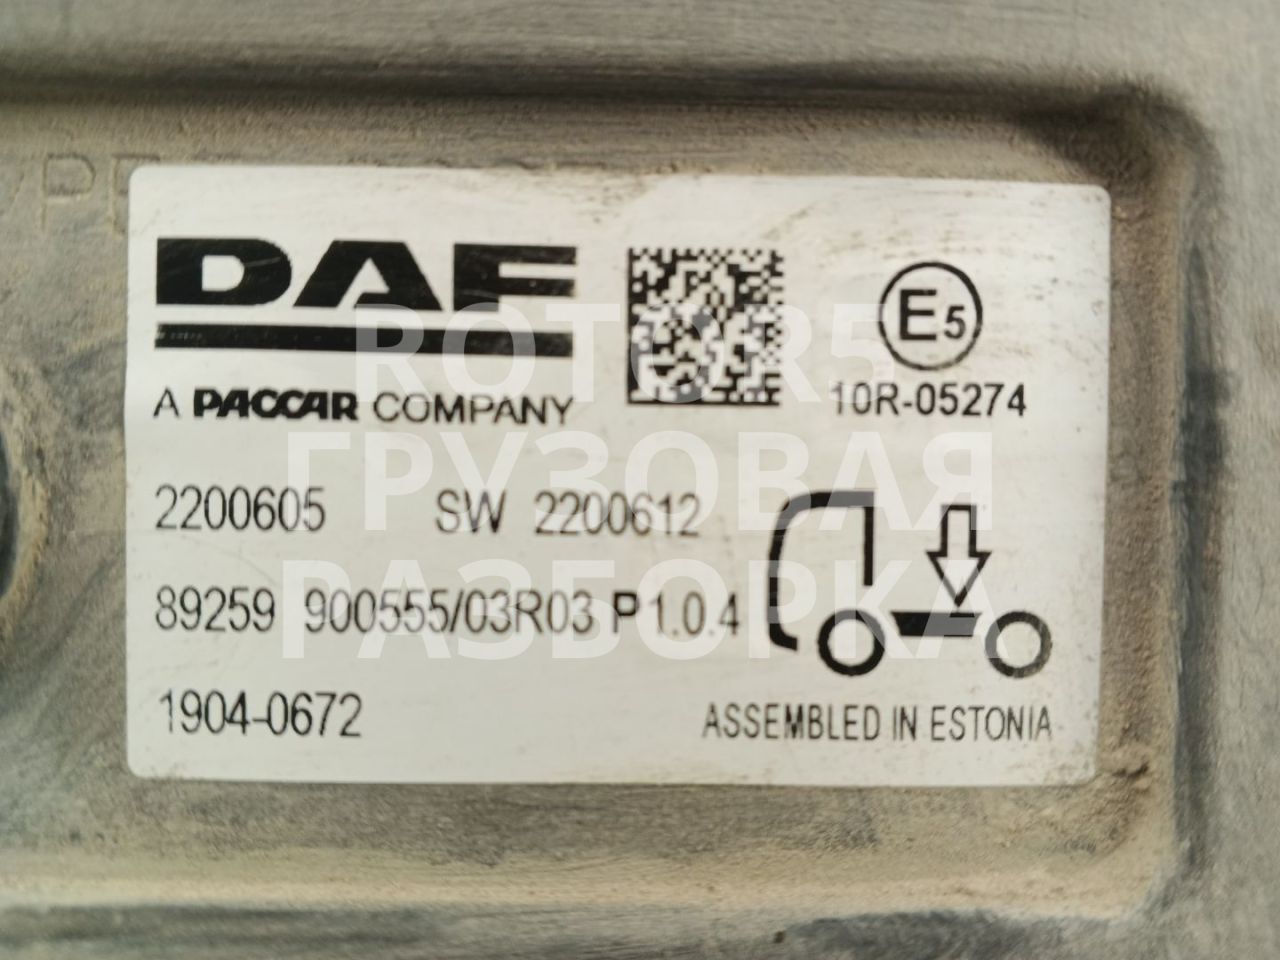 DAF
A PACCAR COMPANY
E5
10R-05274
2200605 SW 2200612
89259 900555/03R03 P1.0.4
1904-0672
ASSEMBLED IN ESTONIA
ROTOR5
ГРУЗОВАЯ
РАЗБОРКА